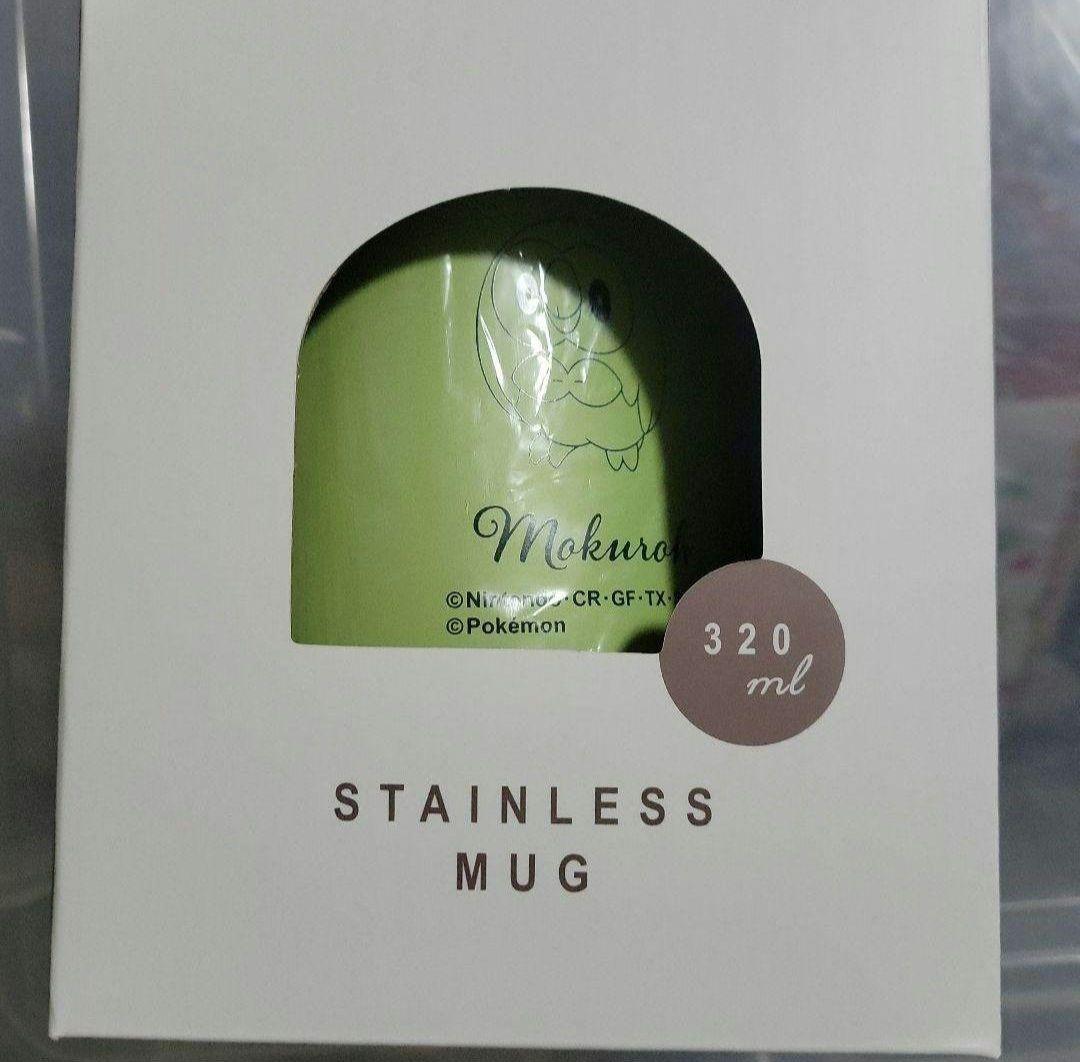 Mokuroh
©Nintendo·CR·GF·TX·
©Pokémon
320
ml
STAINLESS
MUG